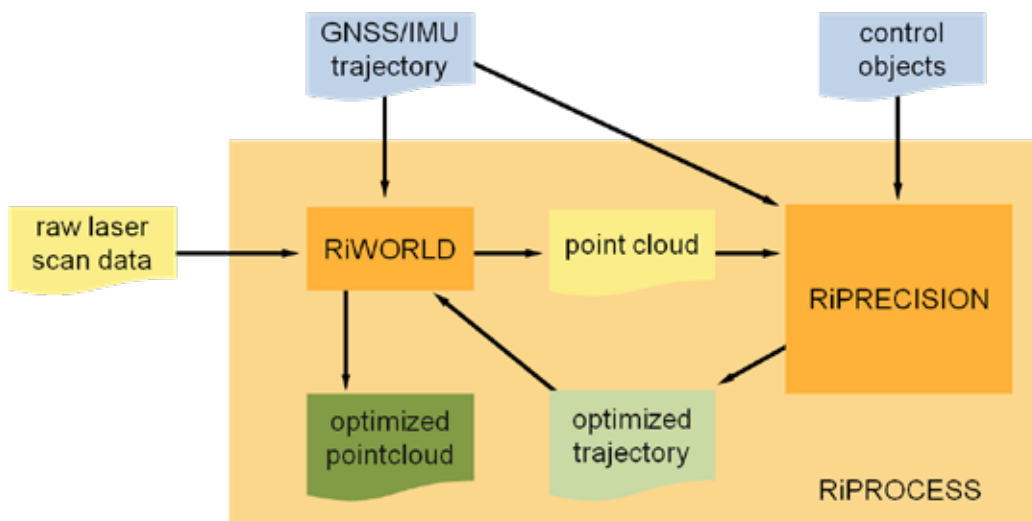 GNSS/IMU
trajectory
control
objects
raw laser
scan data
RiWORLD
point cloud
RiPRECISION
optimized
pointcloud
optimized
trajectory
RiPROCESS